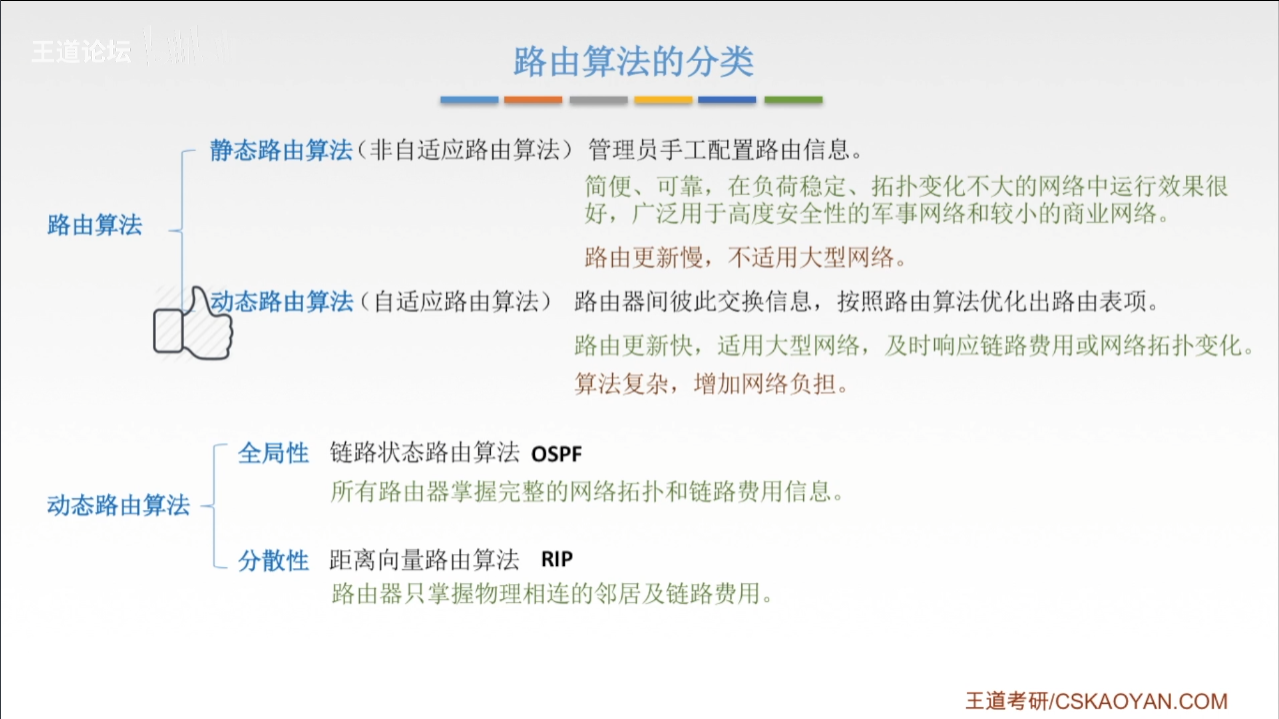 王道论坛
路由算法的分类
静态路由算法（非自适应路由算法）管理员手工配置路由信息。
简便、可靠，在负荷稳定、拓扑变化不大的网络中运行效果很
好，广泛用于高度安全性的军事网络和较小的商业网络。
路由算法
路由更新慢，不适用大型网络。
动态路由算法（自适应路由算法） 路由器间彼此交换信息，按照路由算法优化出路由表项。
路由更新快，适用大型网络，及时响应链路费用或网络拓扑变化。
算法复杂，增加网络负担。
全局性 链路状态路由算法 OSPF
所有路由器掌握完整的网络拓扑和链路费用信息。
动态路由算法
分散性 距离向量路由算法 RIP
路由器只掌握物理相连的邻居及链路费用。
王道考研/CSKAOYAN.COM